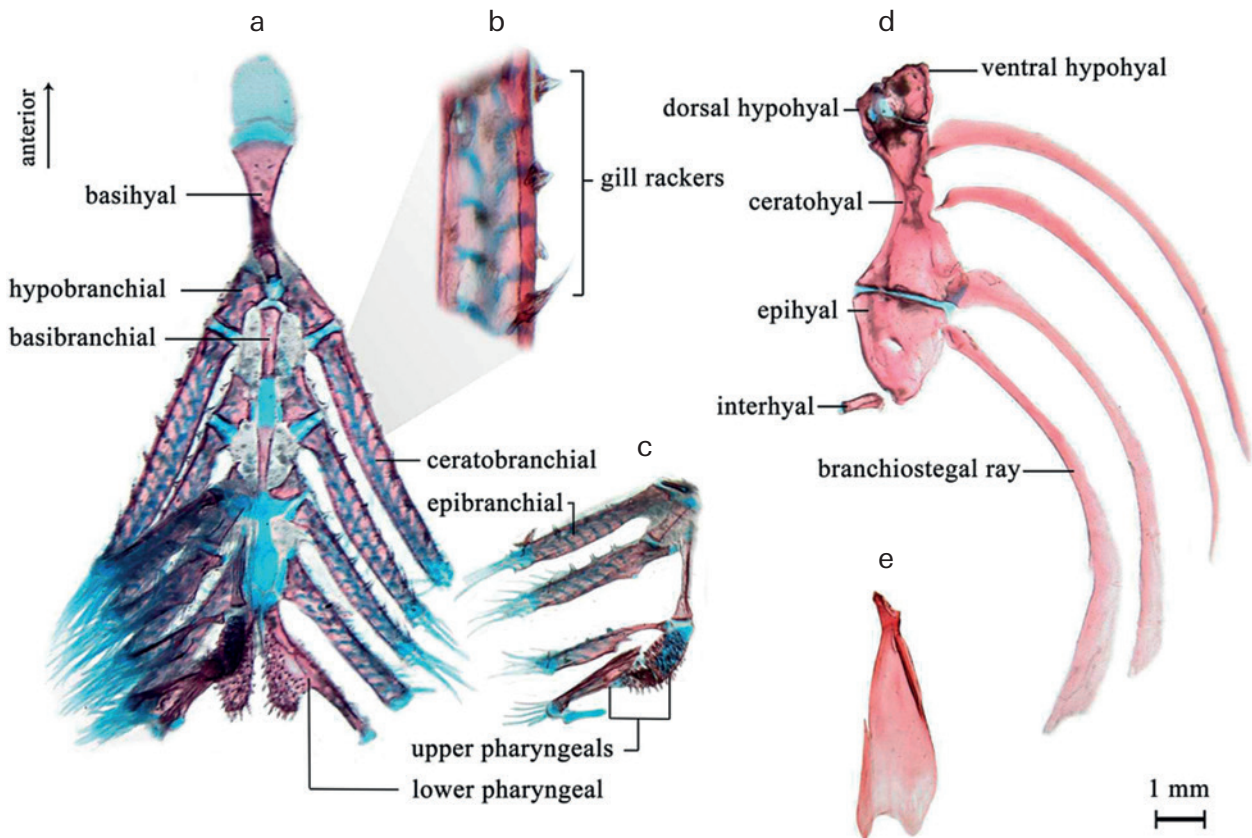 a
b
d
anterior
ventral hypohyal
dorsal hypohyal
gill rackers
basihyal
ceratohyal
hypobranchial
basibranchial
epihyal
interhyal
c
ceratobranchial
branchiostegal ray
epibranchial
e
upper pharyngeals
lower pharyngeal
1 mm